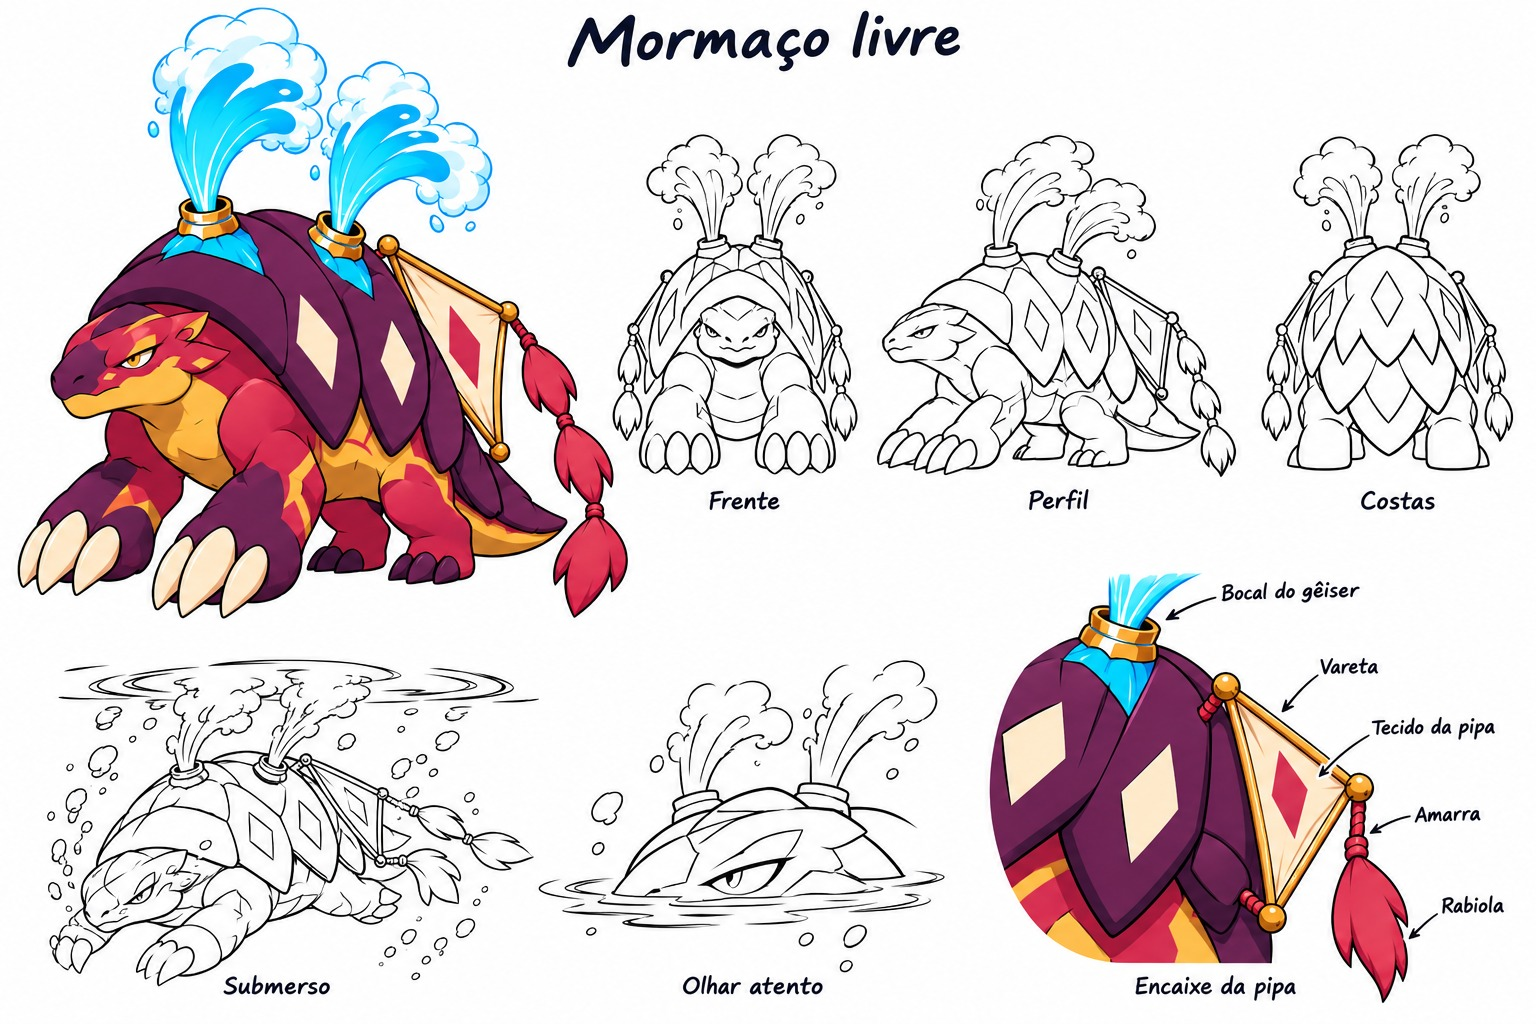 Mormaço livre
Frente
Perfil
Costas
Bocal do gêiser
Vareta
Tecido da pipa
Amarra
Rabiola
Submerso
Olhar atento
Encaixe da pipa